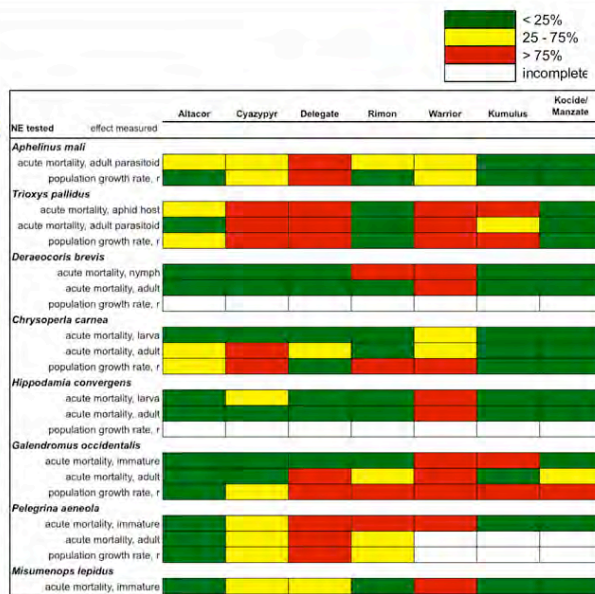 < 25%
25 - 75%
> 75%
incomplete
Altacor Cyazypyr Delegate Rimon Warrior Kumulus Kocide/
Manzate
NE tested effect measured
Aphelinus mali
acute mortality, adult parasitoid
population growth rate, r
Trioxys pallidus
acute mortality, aphid host
acute mortality, adult parasitoid
population growth rate, r
Deraeocoris brevis
acute mortality, nymph
acute mortality, adult
population growth rate, r
Chrysoperla carnea
acute mortality, larva
acute mortality, adult
population growth rate, r
Hippodamia convergens
acute mortality, larva
acute mortality, adult
population growth rate, r
Galendromus occidentalis
acute mortality, immature
acute mortality, adult
population growth rate, r
Pelegrina aeneola
acute mortality, immature
acute mortality, adult
population growth rate, r
Misumenops lepidus
acute mortality, immature